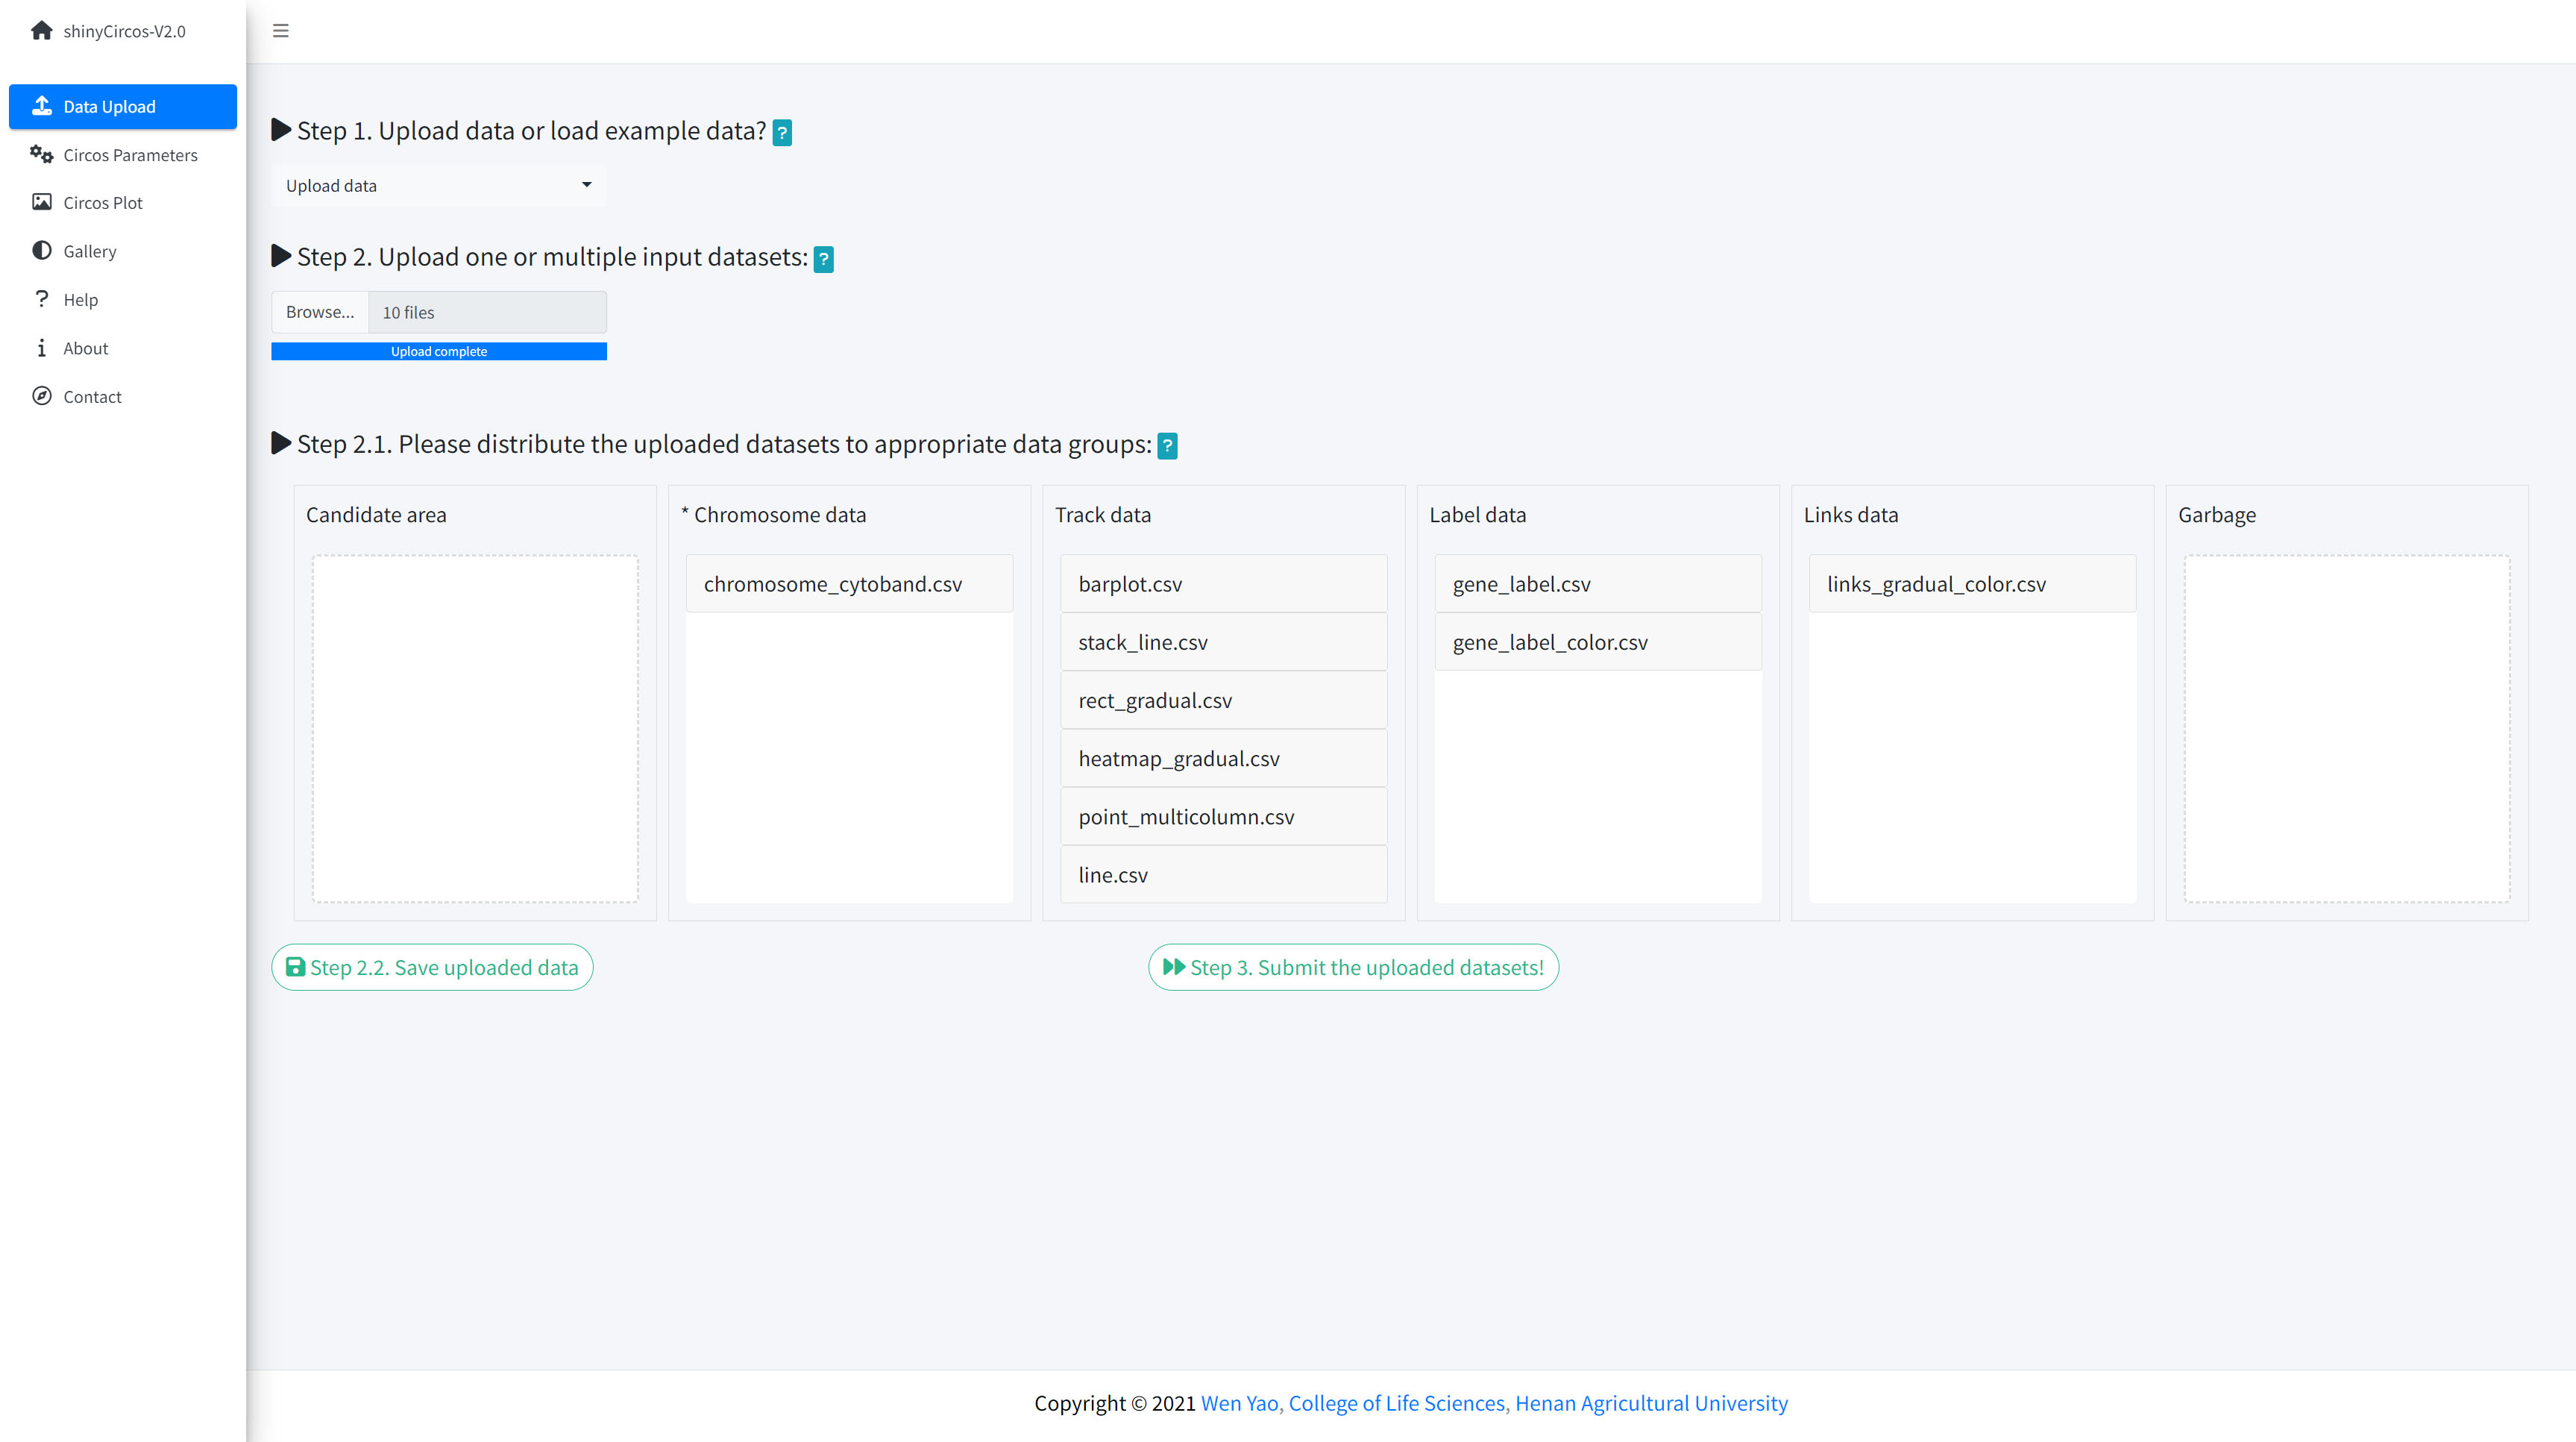 shinyCircos-V2.0
Data Upload
Circos Parameters
Circos Plot
Gallery
Help
About
Contact
Step 1. Upload data or load example data? ?
Upload data
Step 2. Upload one or multiple input datasets: ?
Browse... 10 files
Upload complete
Step 2.1. Please distribute the uploaded datasets to appropriate data groups: ?
Candidate area
* Chromosome data
chromosome_cytoband.csv
Track data
barplot.csv
stack_line.csv
rect_gradual.csv
heatmap_gradual.csv
point_multicolumn.csv
line.csv
Label data
gene_label.csv
gene_label_color.csv
Links data
links_gradual_color.csv
Garbage
Step 2.2. Save uploaded data
Step 3. Submit the uploaded datasets!
Copyright © 2021 Wen Yao, College of Life Sciences, Henan Agricultural University